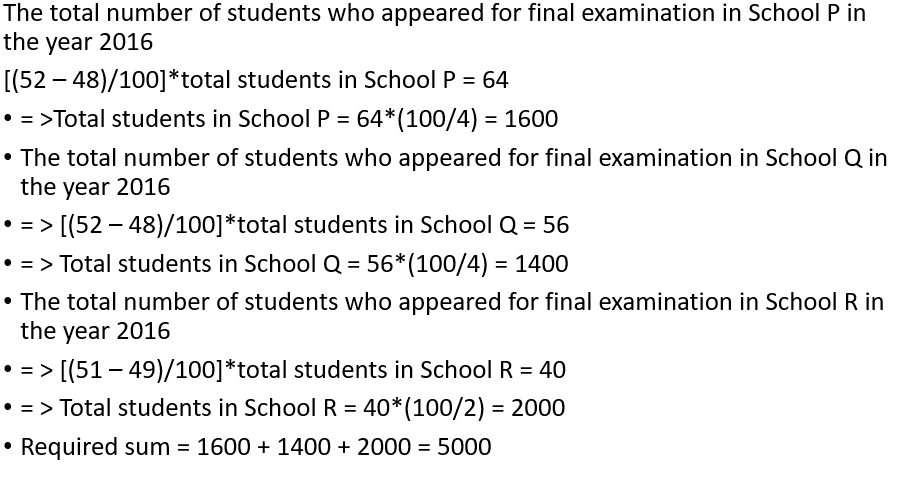 The total number of students who appeared for final examination in School P in
the year 2016
[(52 – 48)/100]*total students in School P = 64
• = >Total students in School P = 64*(100/4) = 1600
• The total number of students who appeared for final examination in School Q in
the year 2016
• = > [(52 – 48)/100]*total students in School Q = 56
• = > Total students in School Q = 56*(100/4) = 1400
• The total number of students who appeared for final examination in School R in
the year 2016
• = > [(51 – 49)/100]*total students in School R = 40
• = > Total students in School R = 40*(100/2) = 2000
• Required sum = 1600 + 1400 + 2000 = 5000